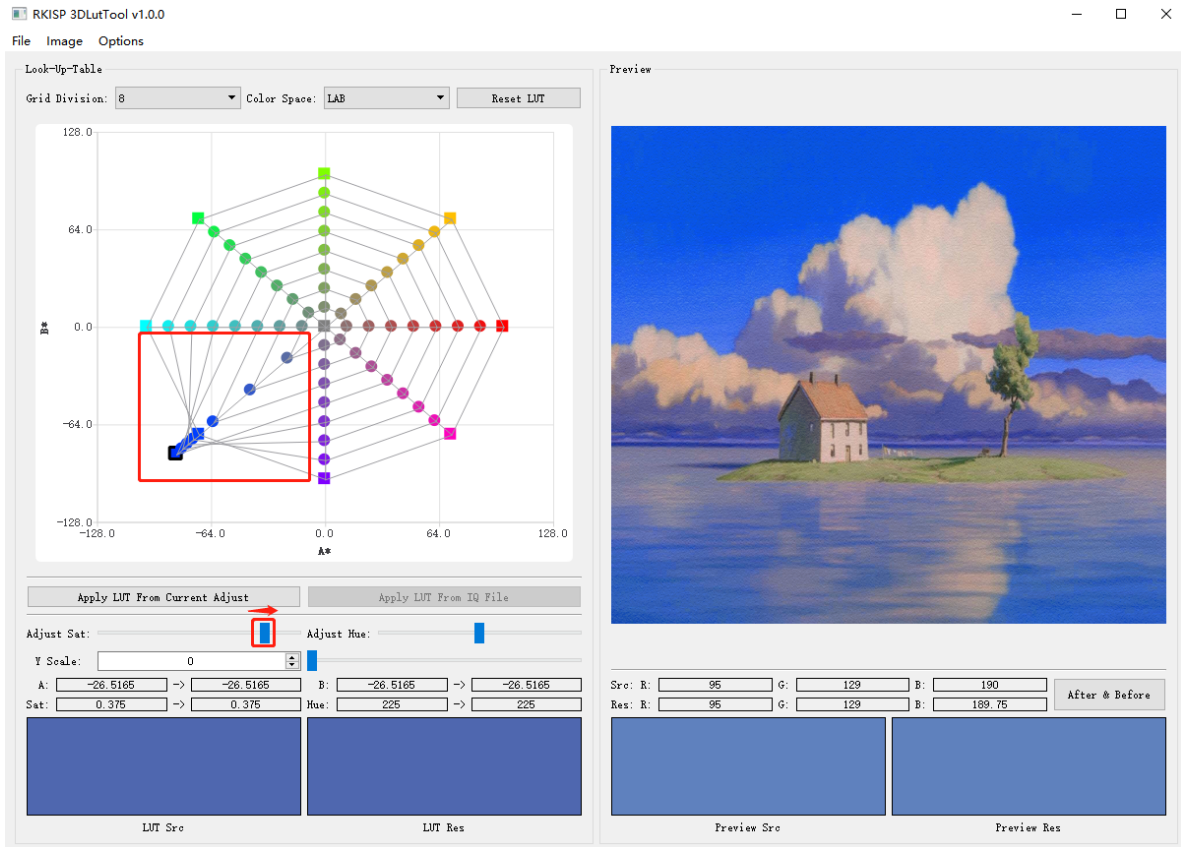 RKISP 3DLutTool v1.0.0
File Image Options
Look-Up-Table
Grid Division: 8 Color Space: LAB Reset LUT
128.0
64.0
0.0
-64.0
-128.0
B*
-128.0 -64.0 0.0 64.0 128.0
A*
Apply LUT From Current Adjust Apply LUT From IQ File
Adjust Sat: Adjust Hue:
Y Scale: 0
A: -26.5165 -> -26.5165 B: -26.5165 -> -26.5165
Sat: 0.375 -> 0.375 Hue: 225 -> 225
LUT Src LUT Res
Preview
Src: R: 95 G: 129 B: 190
Res: R: 95 G: 129 B: 189.75
After & Before
Preview Src Preview Res